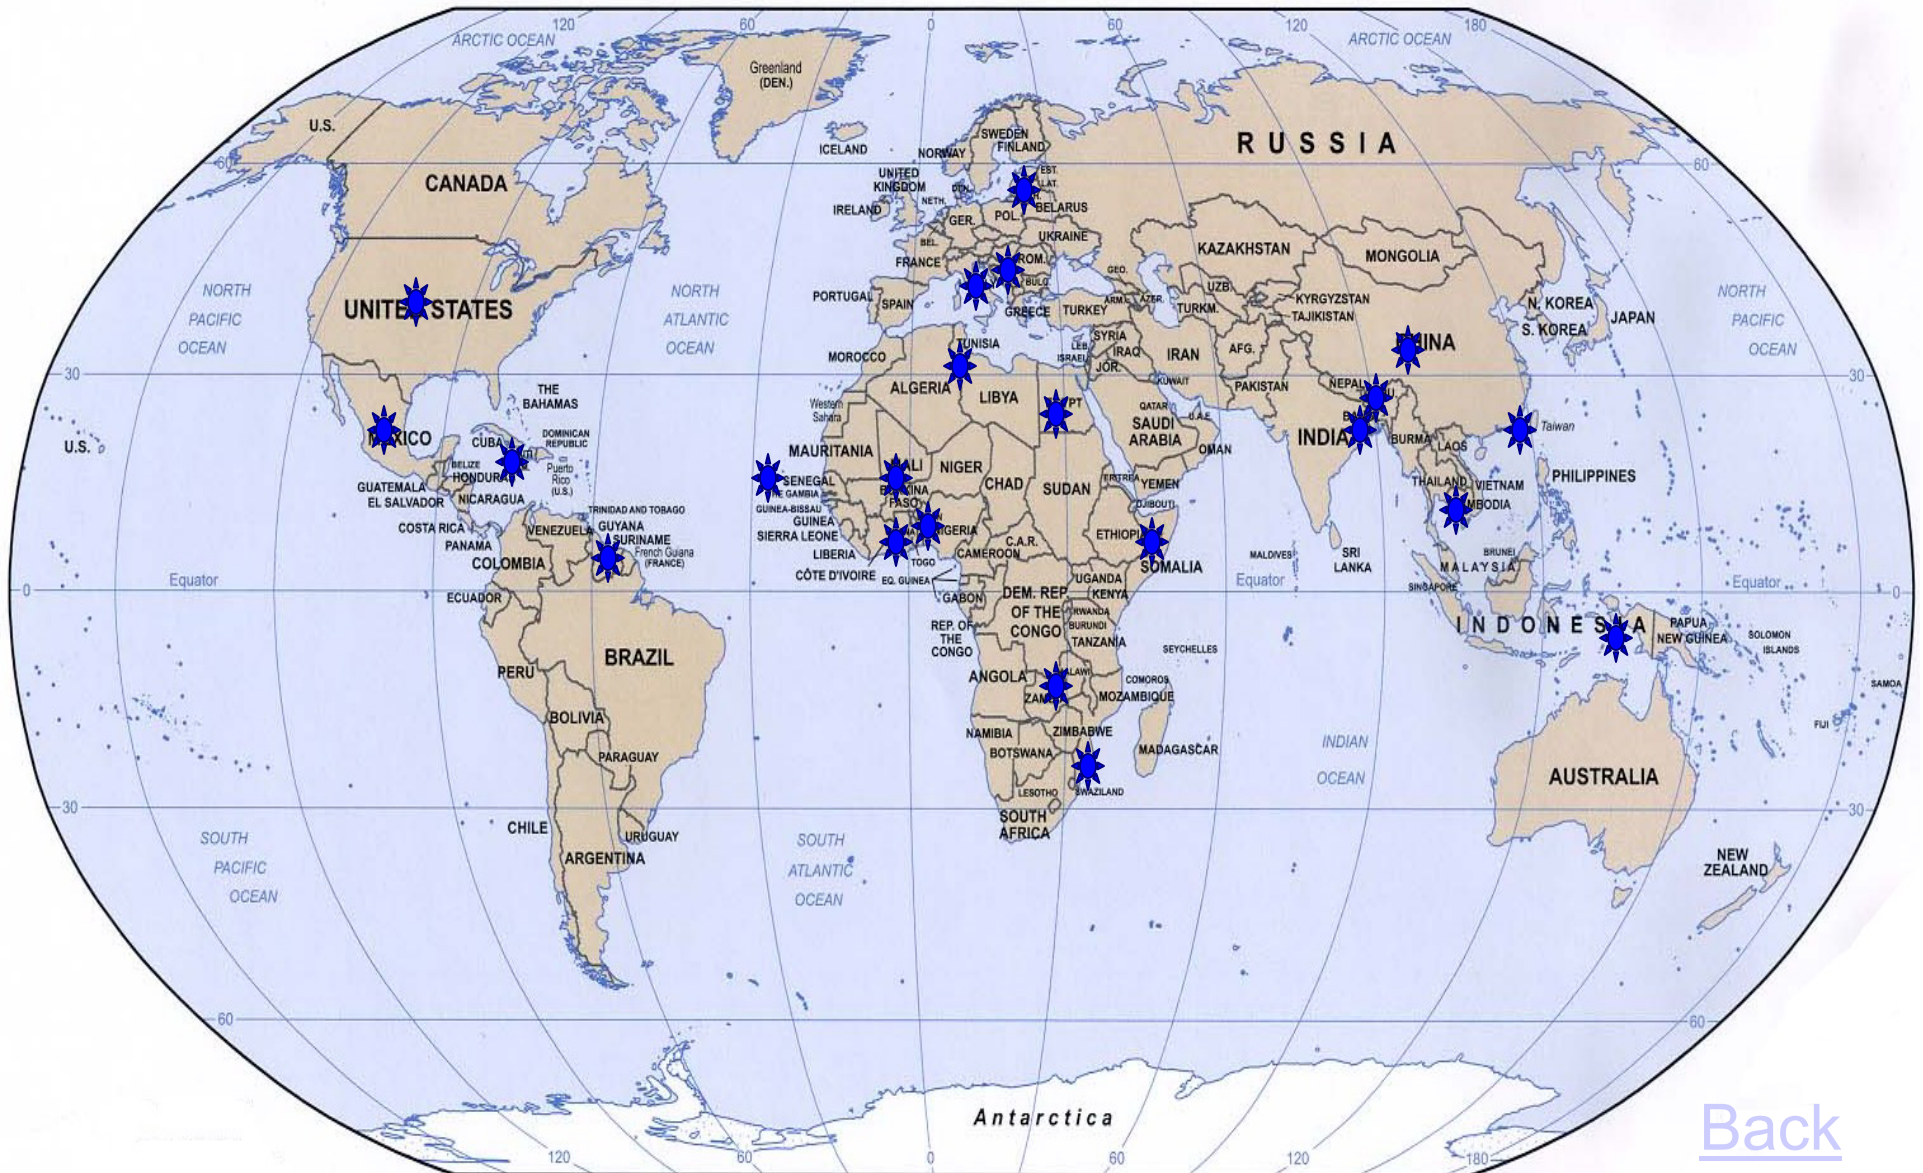 120
60
0
60
120
180
ARCTIC OCEAN
ARCTIC OCEAN
Greenland
(DEN.)
U.S.
ICELAND
NORWAY
SWEDEN
FINLAND
RUSSIA
60
60
CANADA
UNITED
KINGDOM
IRELAND
DEN.
NETH.
EST.
LAT.
BELARUS
GER.
POL.
BEL.
UKRAINE
FRANCE
ROM.
BULG.
KAZAKHSTAN
MONGOLIA
GEO.
ARM.
AZER.
UZB.
TURKM.
KYRGYZSTAN
TAJIKISTAN
PORTUGAL
SPAIN
GREECE
TURKEY
N. KOREA
S. KOREA
JAPAN
UNITED STATES
NORTH
PACIFIC
OCEAN
NORTH
ATLANTIC
OCEAN
NORTH
PACIFIC
OCEAN
TUNISIA
MOROCCO
SYRIA
LEB.
ISRAEL
IRAQ
JOR.
IRAN
AFG.
KUWAIT
PAKISTAN
NEPAL
30
30
ALGERIA
LIBYA
Western
Sahara
THE
BAHAMAS
QATAR
U.A.E.
SAUDI
ARABIA
OMAN
INDIA
BURMA
LAOS
Taiwan
U.S.
CUBA
DOMINICAN
REPUBLIC
BELIZE
Puerto
Rico
(U.S.)
GUATEMALA
EL SALVADOR
NICARAGUA
MAURITANIA
NIGER
CHAD
SUDAN
ERITREA
YEMEN
DJIBOUTI
THAILAND
VIETNAM
PHILIPPINES
SENEGAL
GUINEA-BISSAU
GUINEA
SIERRA LEONE
LIBERIA
CÔTE D'IVOIRE
FASO
TOGO
COSTA RICA
PANAMA
TRINIDAD AND TOBAGO
VENEZUELA
GUYANA
SURINAME
French Guiana
(FRANCE)
COLOMBIA
C.A.R.
CAMEROON
ETHIOPIA
SOMALIA
MALDIVES
SRI
LANKA
BRUNEI
MALAYSIA
SINGAPORE
Equator
Equator
Equator
0
0
ECUADOR
EQ. GUINEA
GABON
REP. OF
THE
CONGO
DEM. REP.
OF THE
CONGO
UGANDA
KENYA
RWANDA
BURUNDI
TANZANIA
SEYCHELLES
PAPUA
NEW GUINEA
SOLOMON
ISLANDS
PERU
BRAZIL
ANGOLA
COMOROS
MOZAMBIQUE
SAMOA
FIJI
BOLIVIA
NAMIBIA
ZIMBABWE
BOTSWANA
MADAGASCAR
PARAGUAY
INDIAN
OCEAN
AUSTRALIA
LESOTHO
SWAZILAND
30
30
SOUTH
AFRICA
CHILE
URUGUAY
ARGENTINA
SOUTH
PACIFIC
OCEAN
SOUTH
ATLANTIC
OCEAN
NEW
ZEALAND
60
60
Antarctica
Back
120
60
0
60
120
180